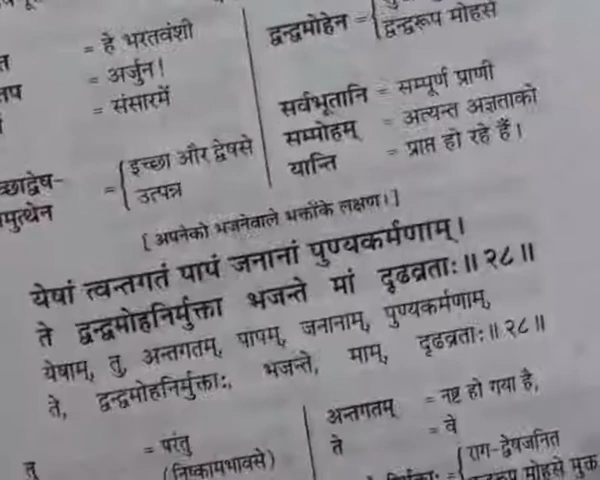 = हे भरतवंशी
= अर्जुन।
= संसारमें
= इच्छा और द्वेषसे
उत्पन्न
द्वन्द्वमोहेन =
द्वन्द्वरूप मोहसे
सर्वभूतानि = सम्पूर्ण प्राणी
सम्मोहम् = अत्यन्त अज्ञताको
यान्ति = प्राप्त हो रहे हैं।
[ अपनेको भजनेवाले भक्तोंके लक्षण। ]
येषां त्वन्तगतं पापं जनानां पुण्यकर्मणाम्।
ते द्वन्द्वमोहनिर्मुक्ता भजन्ते मां दृढव्रताः॥ २८॥
येषाम्, तु, अन्तगतम्, पापम्, जनानाम्, पुण्यकर्मणाम्,
ते, द्वन्द्वमोहनिर्मुक्ताः, भजन्ते, माम्, दृढव्रताः॥ २८॥
तु = परंतु
(निष्कामभावसे)
अन्तगतम् = नष्ट हो गया है,
ते = वे
राग-द्वेषजनित
मोहसे मुक्त